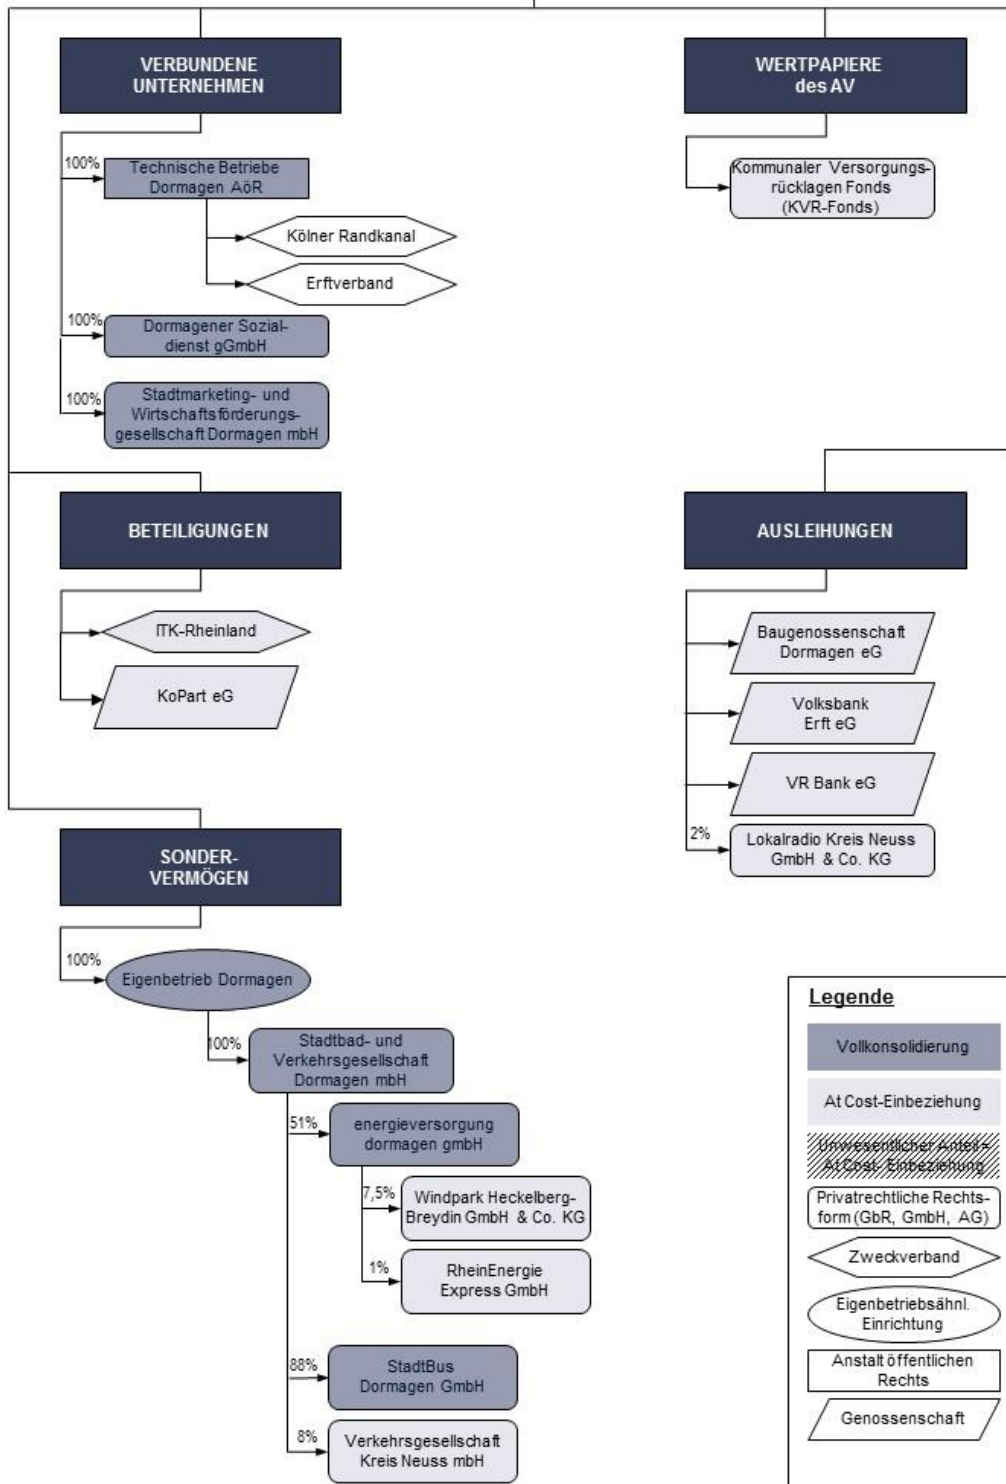 VERBUNDENE
UNTERNEHMEN
100%
Technische Betriebe
Dormagen AöR
Kölner Randkanal
Erftverband
100%
Dormagener Sozial-
dienst gGmbH
100%
Stadtmarketing- und
Wirtschaftsförderungs-
gesellschaft Dormagen mbH
WERTPAPIERE
des AV
Kommunaler Versorgungs-
rücklagen Fonds
(KVR-Fonds)
BETEILIGUNGEN
ITK-Rheinland
KoPart eG
AUSLEIHUNGEN
Baugenossenschaft
Dormagen eG
Volksbank
Erft eG
VR Bank eG
2%
Lokalradio Kreis Neuss
GmbH & Co. KG
SONDER-
VERMÖGEN
100%
Eigenbetrieb Dormagen
100%
Stadtbad- und
Verkehrsgesellschaft
Dormagen mbH
51%
energieversorgung
dormagen gmbH
7,5%
Windpark Heckelberg-
Breydin GmbH & Co. KG
1%
RheinEnergie
Express GmbH
88%
StadtBus
Dormagen GmbH
8%
Verkehrsgesellschaft
Kreis Neuss mbH
Legende
Vollkonsolidierung
At Cost-Einbeziehung
Unwesentlicher Anteil =
At Cost- Einbeziehung
Privatrechtliche Rechts-
form (GbR, GmbH, AG)
Zweckverband
Eigenbetriebsähnl.
Einrichtung
Anstalt öffentlichen
Rechts
Genossenschaft